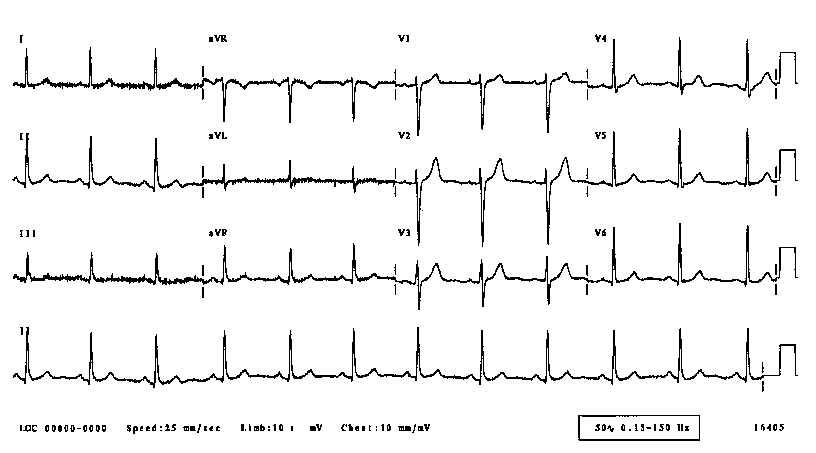 I aVR V1 V4
II aVL V2 V5
III aVF V3 V6
II
LOC 00000-0000 Speed:25 mm/sec Limb:10 mV Chest:10 mm/mV 50~ 0.15-150 Hz 16405